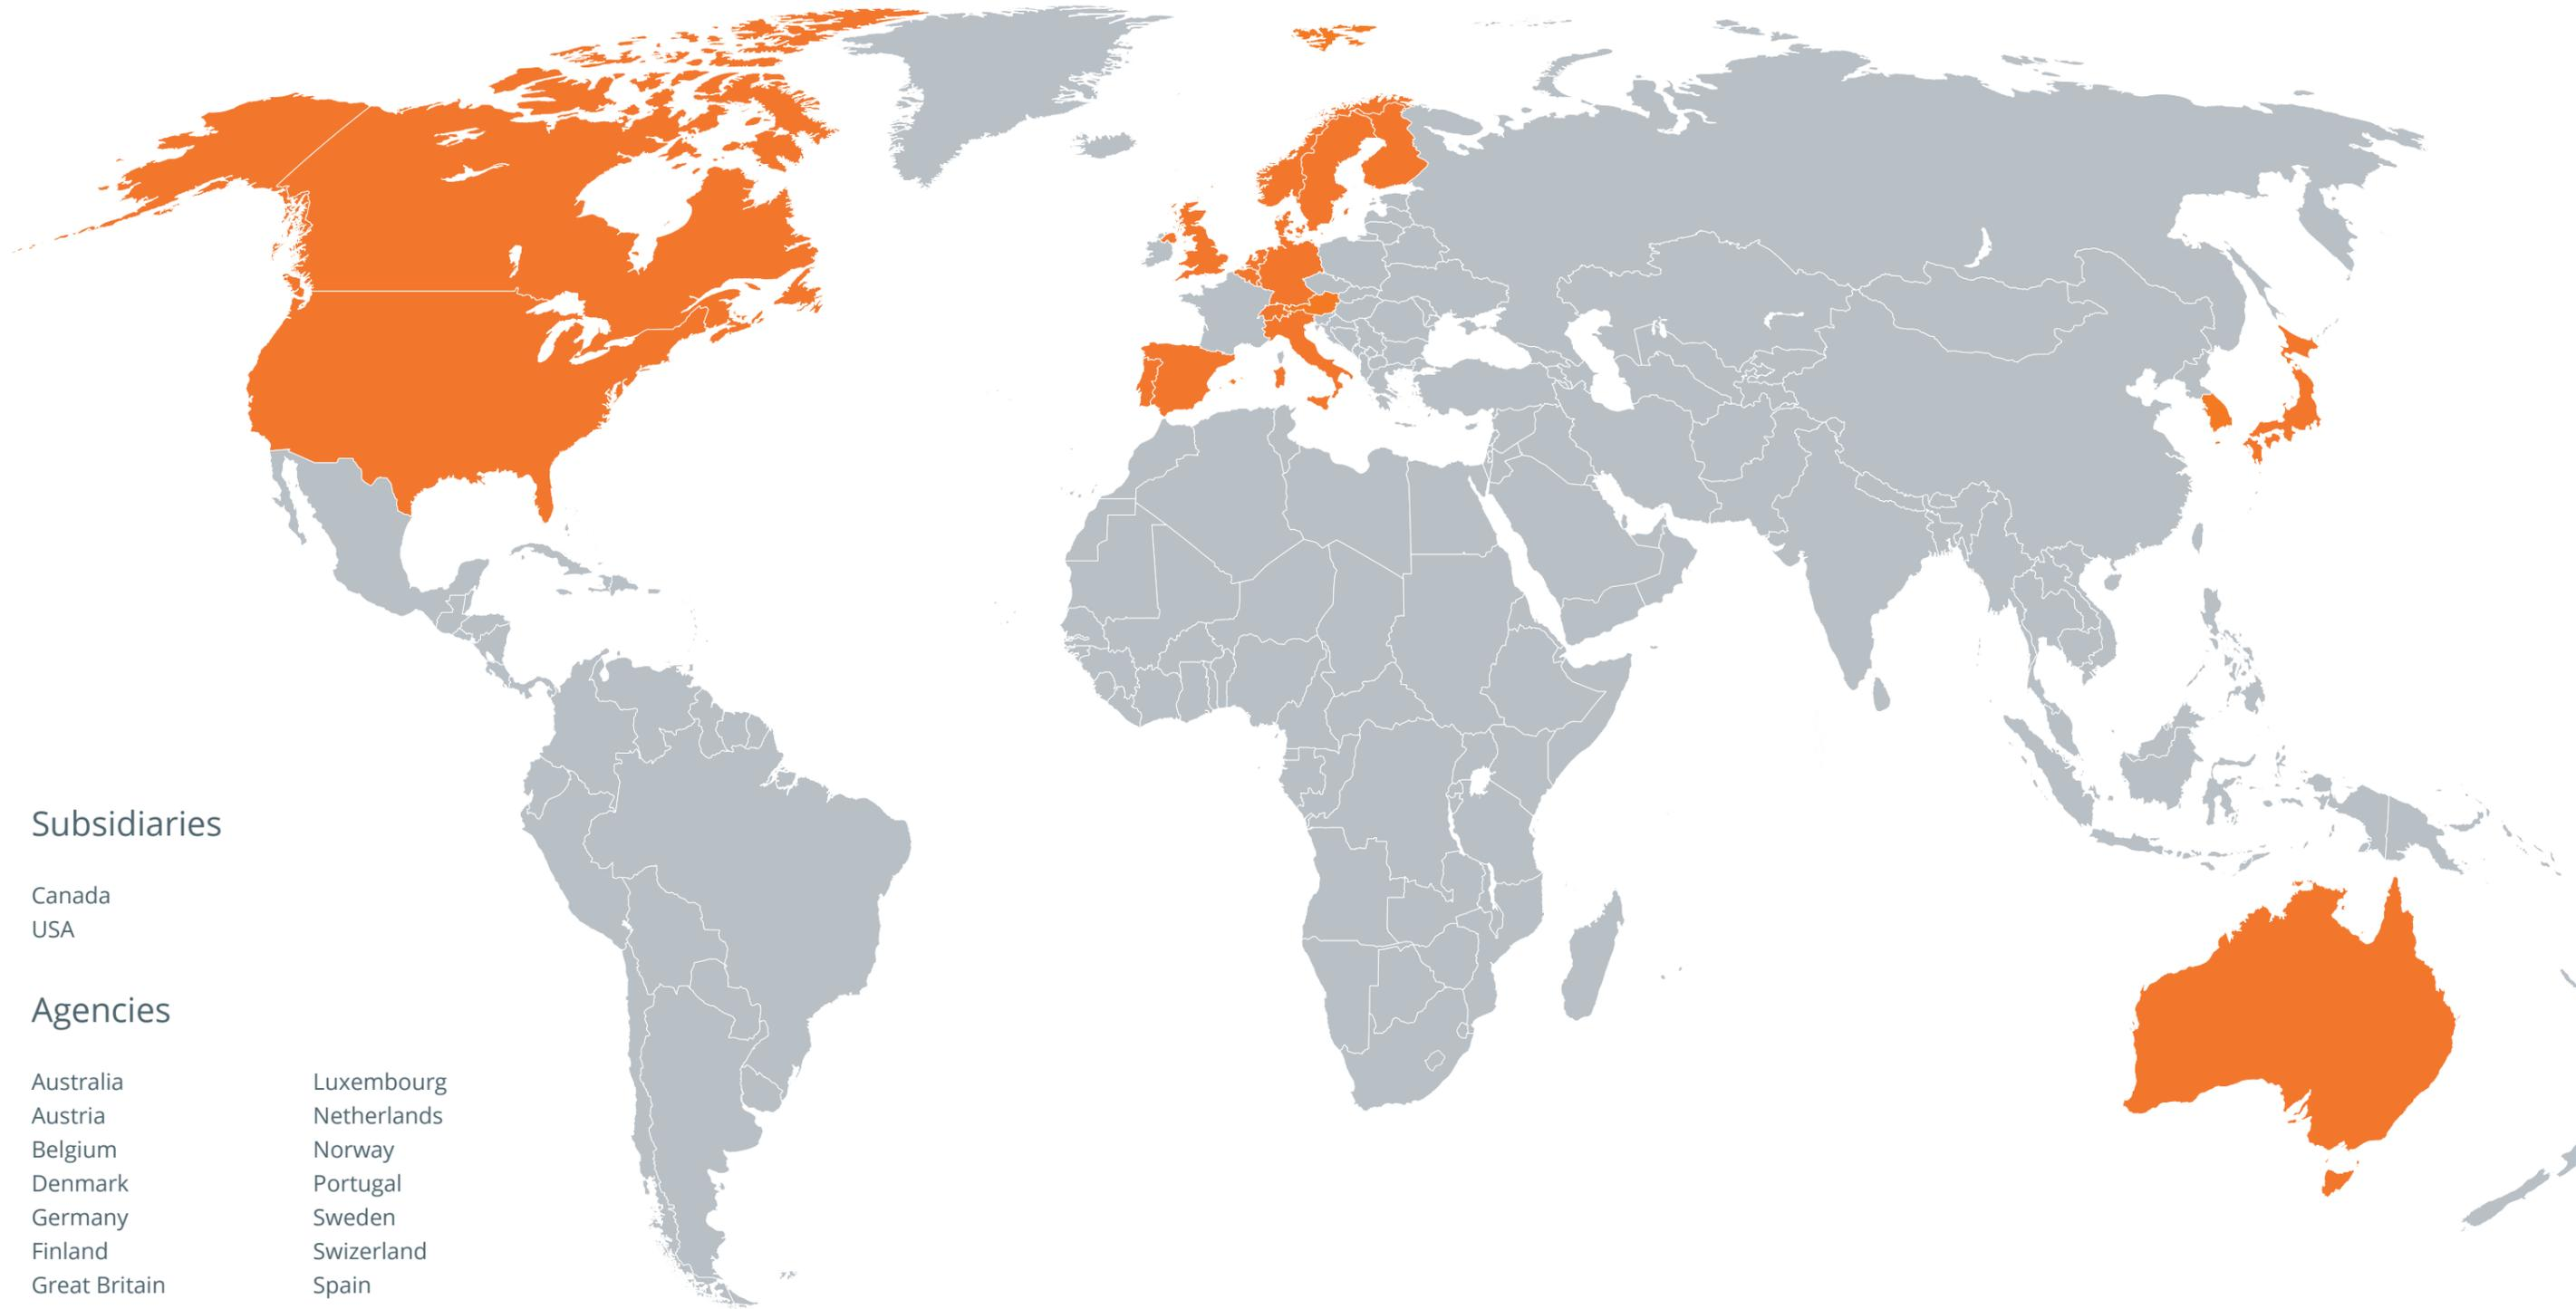 Subsidiaries
Canada
USA
Agencies
Australia
Austria
Belgium
Denmark
Germany
Finland
Great Britain
Luxembourg
Netherlands
Norway
Portugal
Sweden
Swizerland
Spain